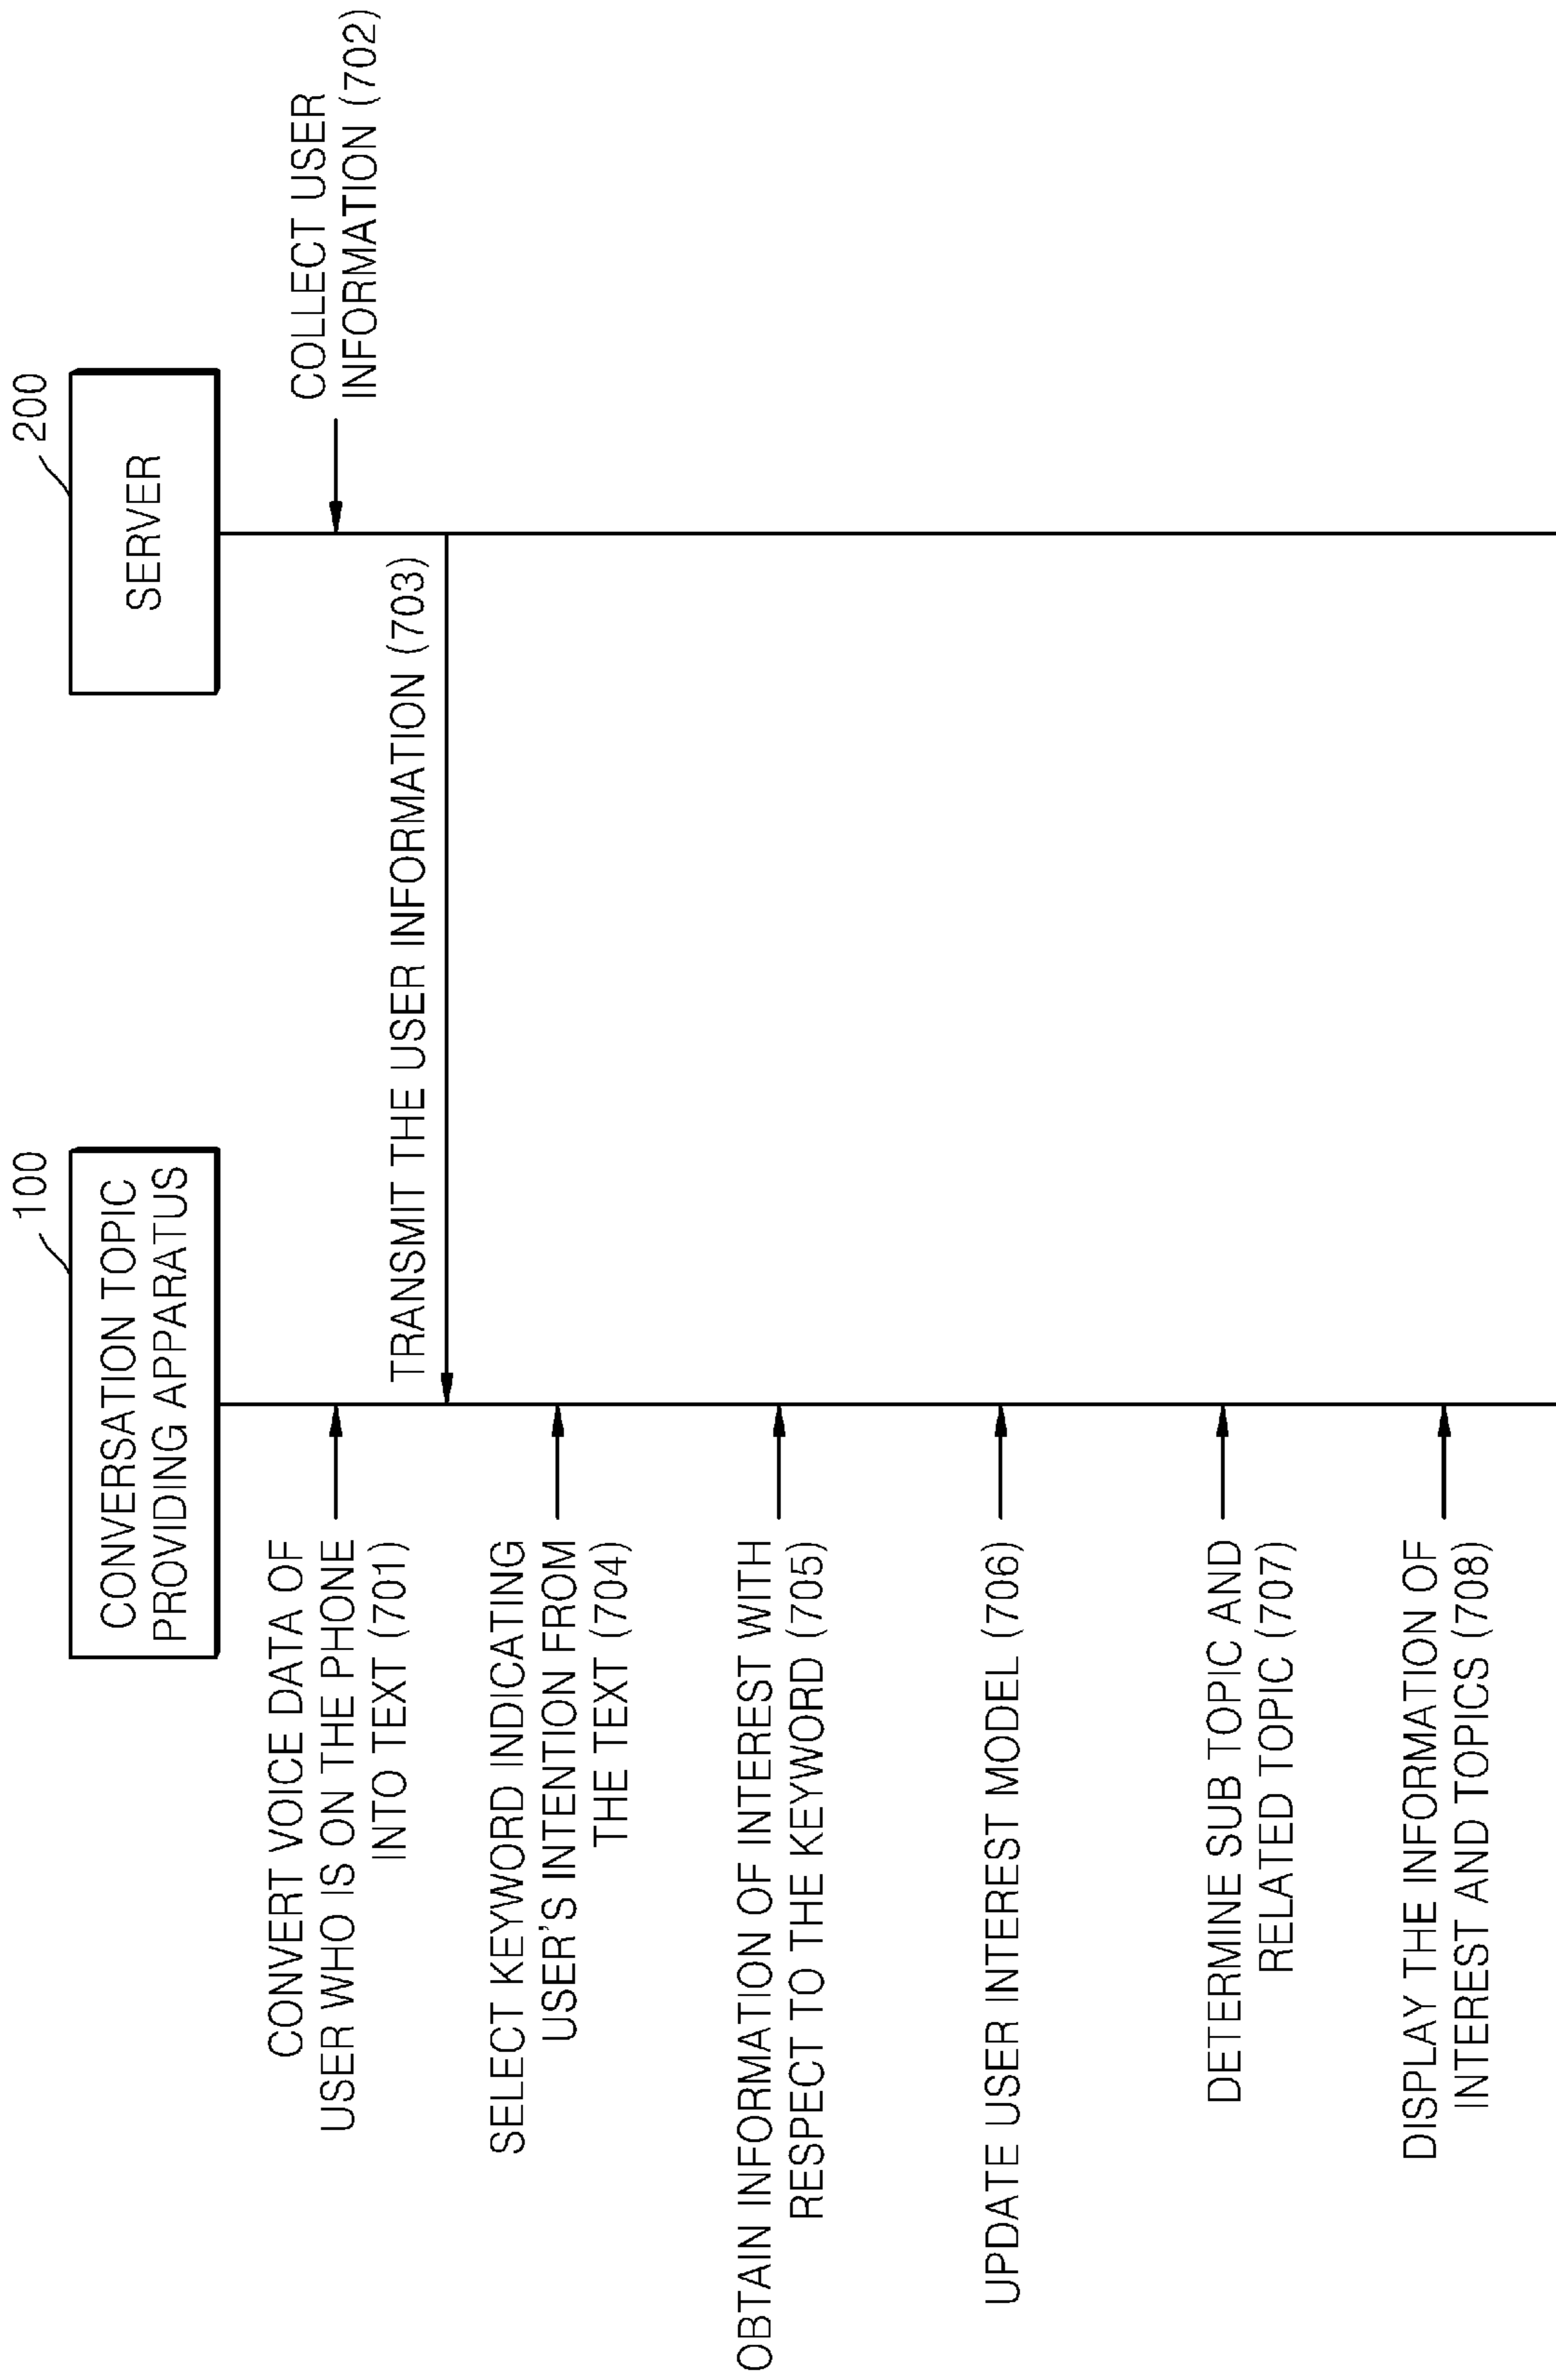 100
CONVERSATION TOPIC
PROVIDING APPARATUS
200
SERVER
CONVERT VOICE DATA OF
USER WHO IS ON THE PHONE
INTO TEXT (701)
COLLECT USER
INFORMATION (702)
TRANSMIT THE USER INFORMATION (703)
SELECT KEYWORD INDICATING
USER'S INTENTION FROM
THE TEXT (704)
OBTAIN INFORMATION OF INTEREST WITH
RESPECT TO THE KEYWORD (705)
UPDATE USER INTEREST MODEL (706)
DETERMINE SUB TOPIC AND
RELATED TOPIC (707)
DISPLAY THE INFORMATION OF
INTEREST AND TOPICS (708)